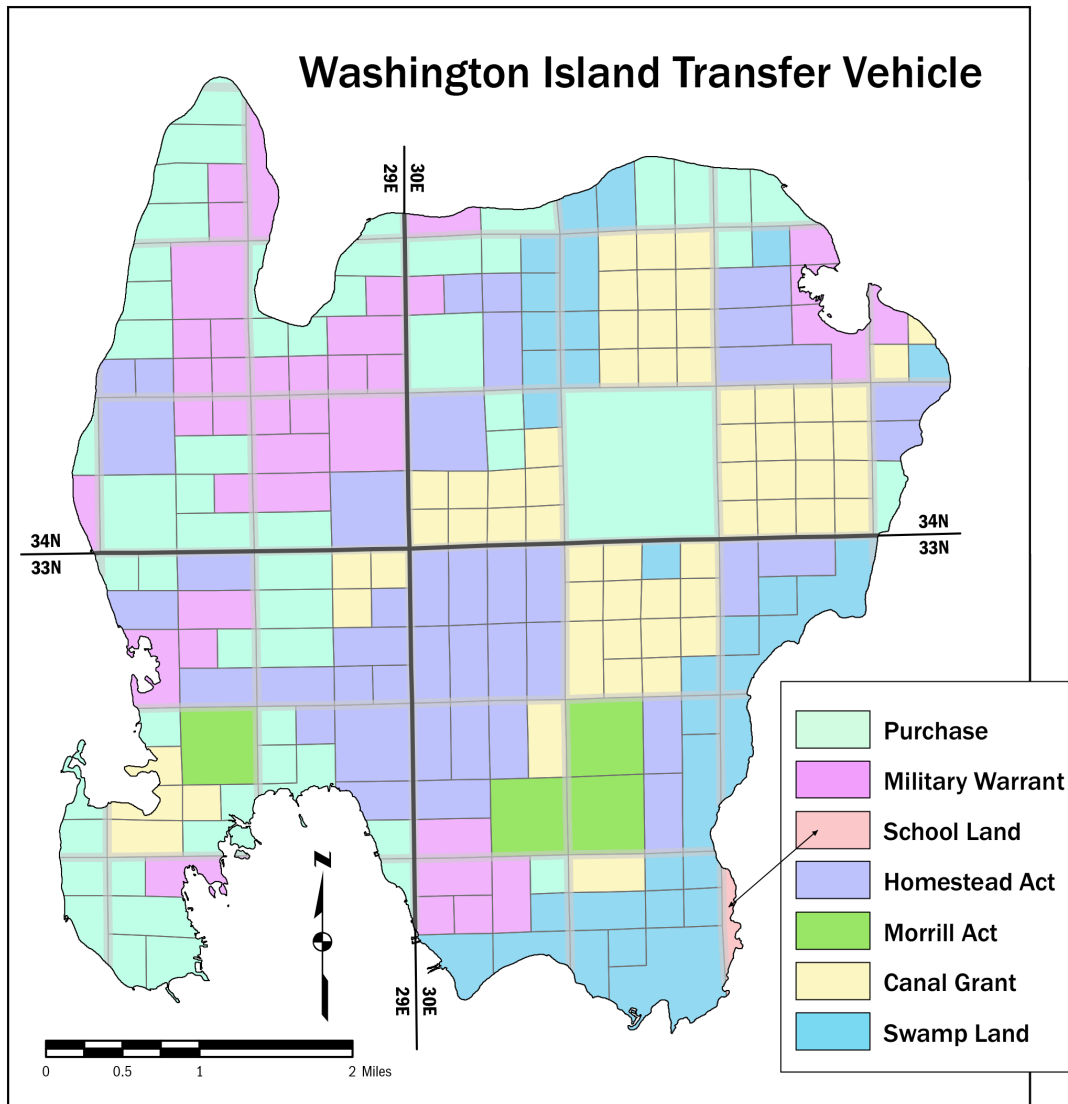 Washington Island Transfer Vehicle
29E
30E
34N
33N
34N
33N
Purchase
Military Warrant
School Land
Homestead Act
Morrill Act
Canal Grant
Swamp Land
N
29E
30E
0 0.5 1 2 Miles